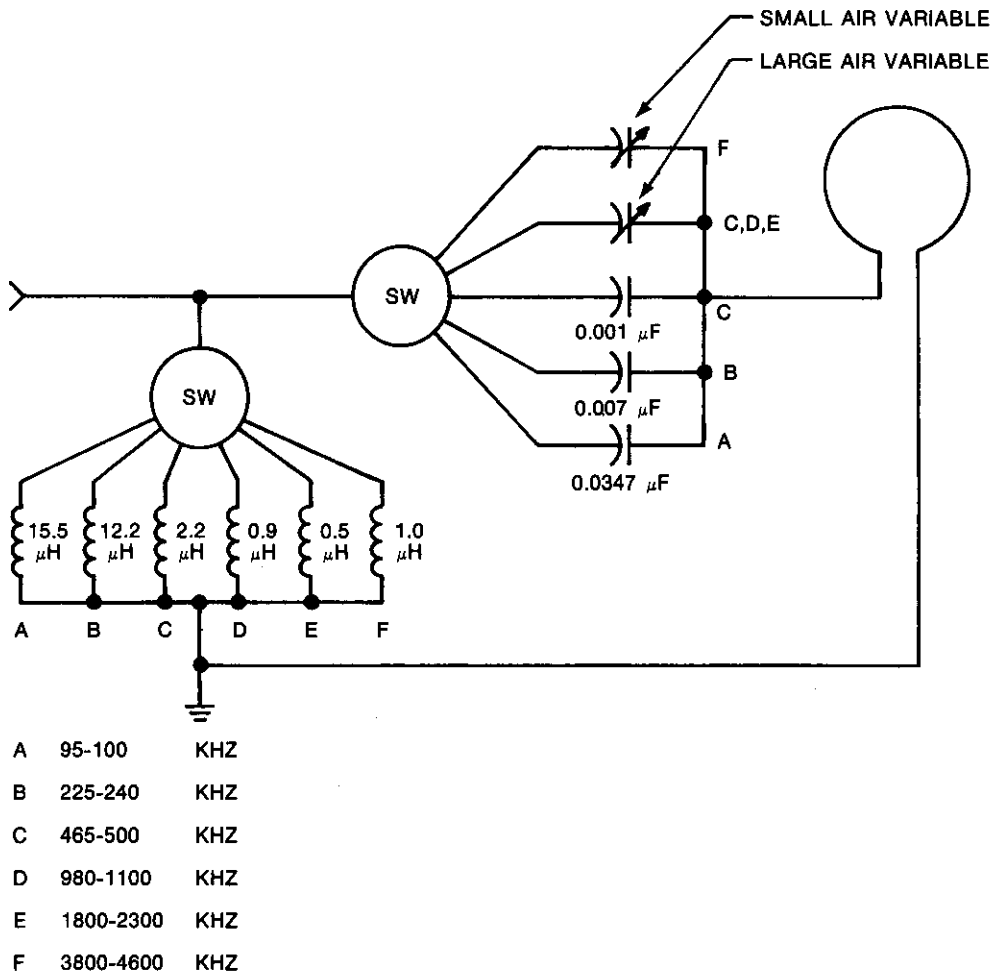 SMALL AIR VARIABLE
LARGE AIR VARIABLE
F
C,D,E
SW
C
0.001 μF
B
0.007 μF
SW
A
0.0347 μF
15.5 μH
12.2 μH
2.2 μH
0.9 μH
0.5 μH
1.0 μH
A B C D E F
A 95-100 KHZ
B 225-240 KHZ
C 465-500 KHZ
D 980-1100 KHZ
E 1800-2300 KHZ
F 3800-4600 KHZ